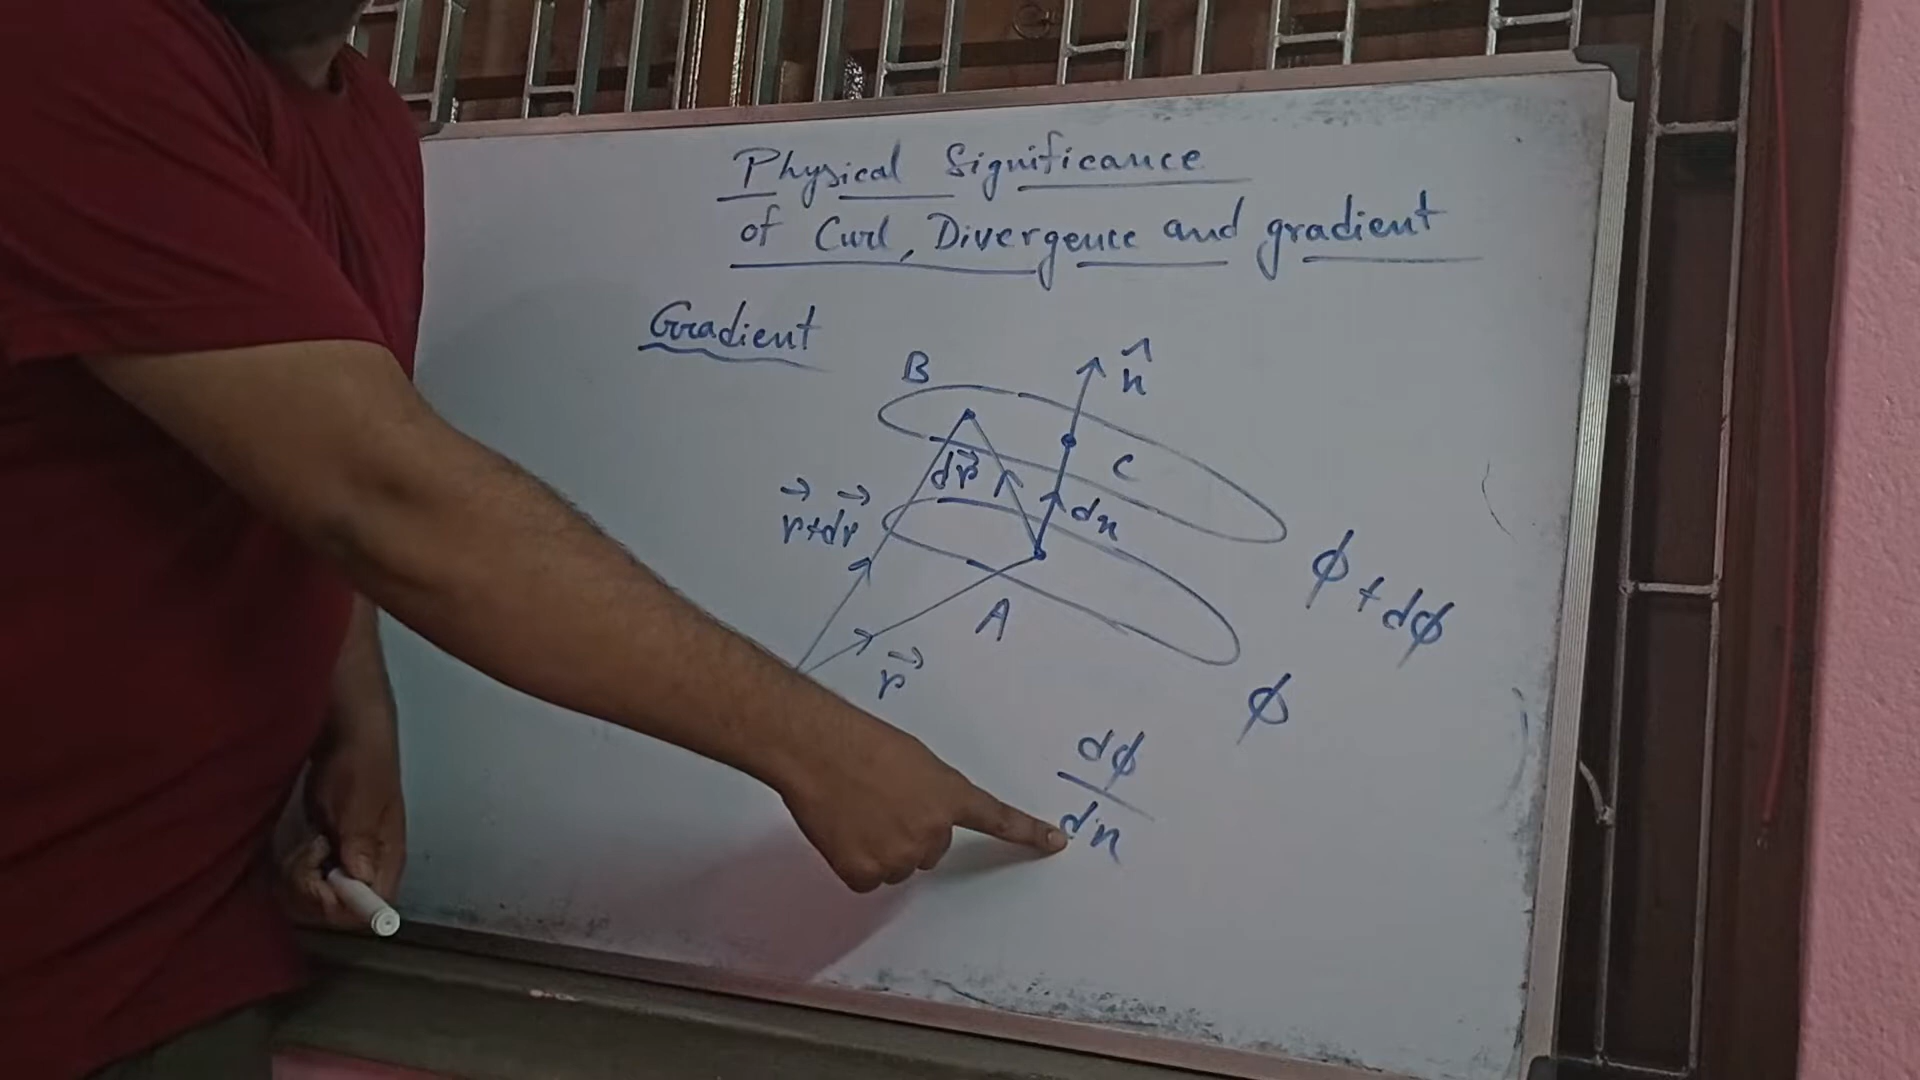 Physical Significance
of Curl, Divergence and gradient
Gradient
B
n̂
C
dr⃗
r⃗+dr⃗
dn
A
ϕ+dϕ
r⃗
ϕ
dϕ
dn